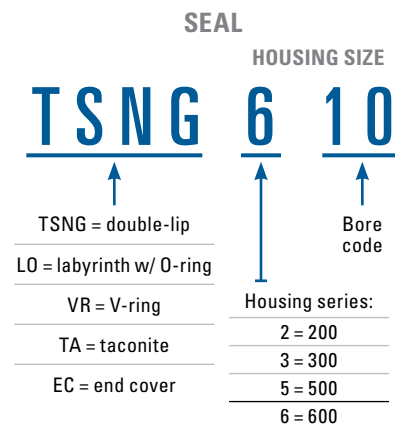 SEAL
HOUSING SIZE
TSNG 6 10
TSNG = double-lip
LO = labyrinth w/ O-ring
VR = V-ring
TA = taconite
EC = end cover
Housing series:
2 = 200
3 = 300
5 = 500
6 = 600
Bore
code